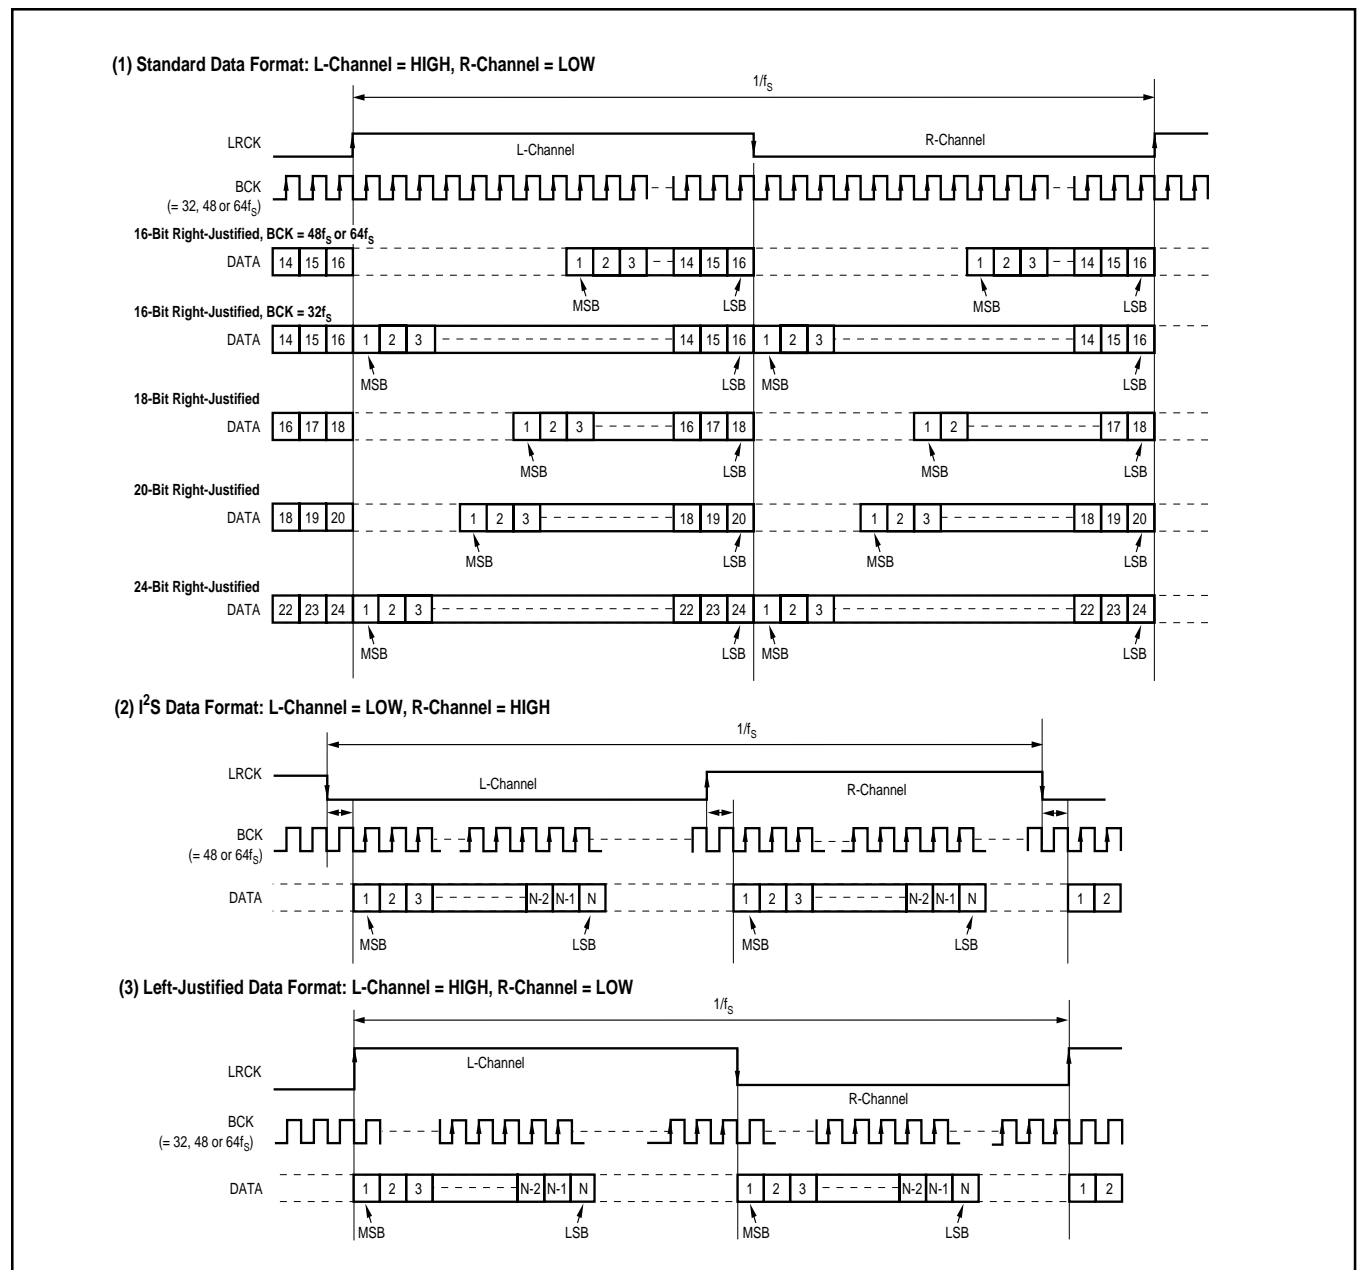 (1) Standard Data Format: L-Channel = HIGH, R-Channel = LOW
1/fS
LRCK
L-Channel
R-Channel
BCK
(= 32, 48 or 64fS)
16-Bit Right-Justified, BCK = 48fS or 64fS
DATA 14 15 16 1 2 3 14 15 16 1 2 3 14 15 16
MSB LSB MSB LSB
16-Bit Right-Justified, BCK = 32fS
DATA 14 15 16 1 2 3 14 15 16 1 2 3 14 15 16
MSB LSB MSB LSB
18-Bit Right-Justified
DATA 16 17 18 1 2 3 16 17 18 1 2 17 18
MSB LSB MSB LSB
20-Bit Right-Justified
DATA 18 19 20 1 2 3 18 19 20 1 2 3 18 19 20
MSB LSB MSB LSB
24-Bit Right-Justified
DATA 22 23 24 1 2 3 22 23 24 1 2 3 22 23 24
MSB LSB MSB LSB
(2) I²S Data Format: L-Channel = LOW, R-Channel = HIGH
1/fS
LRCK
L-Channel
R-Channel
BCK
(= 48 or 64fS)
DATA 1 2 3 N-2 N-1 N 1 2 3 N-2 N-1 N 1 2
MSB LSB MSB LSB
(3) Left-Justified Data Format: L-Channel = HIGH, R-Channel = LOW
1/fS
LRCK
L-Channel
R-Channel
BCK
(= 32, 48 or 64fS)
DATA 1 2 3 N-2 N-1 N 1 2 3 N-2 N-1 N 1 2
MSB LSB MSB LSB